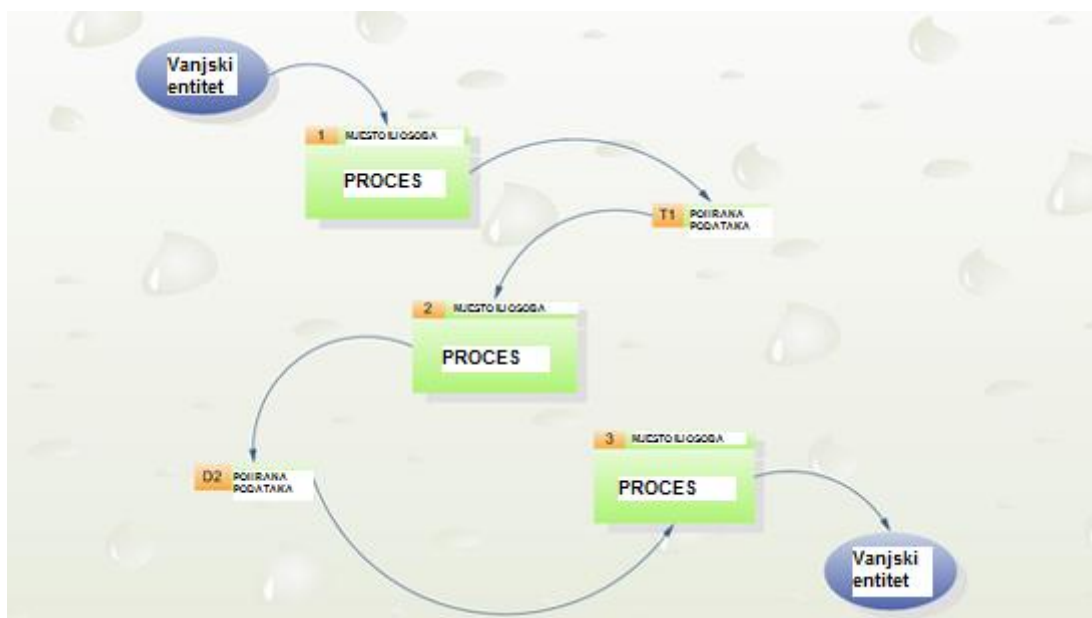 Vanjski
entitet
1 MJESTO ILI OSOBA
PROCES
T1 POHRANA
PODATAKA
2 MJESTO ILI OSOBA
PROCES
3 MJESTO ILI OSOBA
PROCES
D2 POHRANA
PODATAKA
Vanjski
entitet